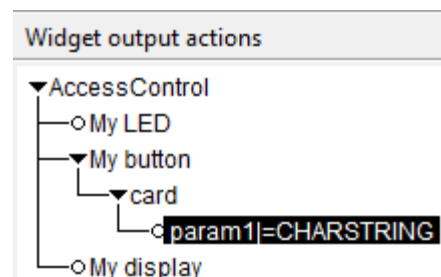 Widget output actions
AccessControl
My LED
My button
card
param1|=CHARSTRING
My display